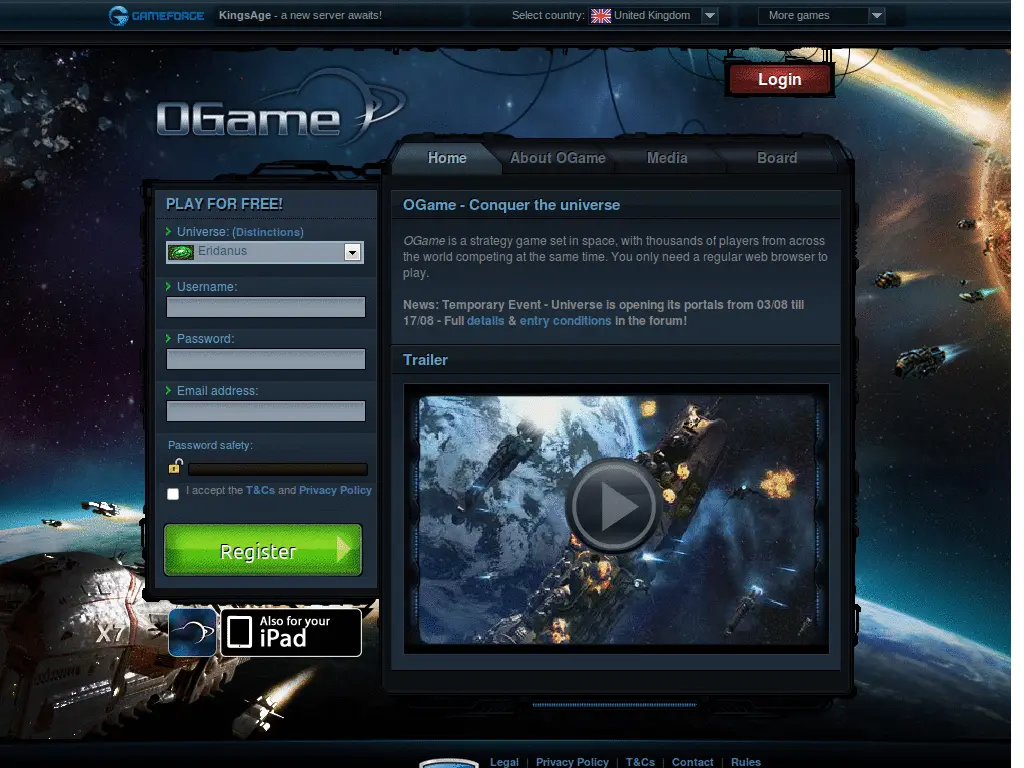 GAMEFORGE KingsAge - a new server awaits! Select country: United Kingdom More games
Login
OGame
Home About OGame Media Board
PLAY FOR FREE!
Universe: (Distinctions)
Eridanus
Username:
Password:
Email address:
Password safety:
I accept the T&Cs and Privacy Policy
Register
Also for your
iPad
X7
OGame - Conquer the universe
OGame is a strategy game set in space, with thousands of players from across
the world competing at the same time. You only need a regular web browser to
play.
News: Temporary Event - Universe is opening its portals from 03/08 till
17/08 - Full details & entry conditions in the forum!
Trailer
Legal | Privacy Policy | T&Cs | Contact | Rules